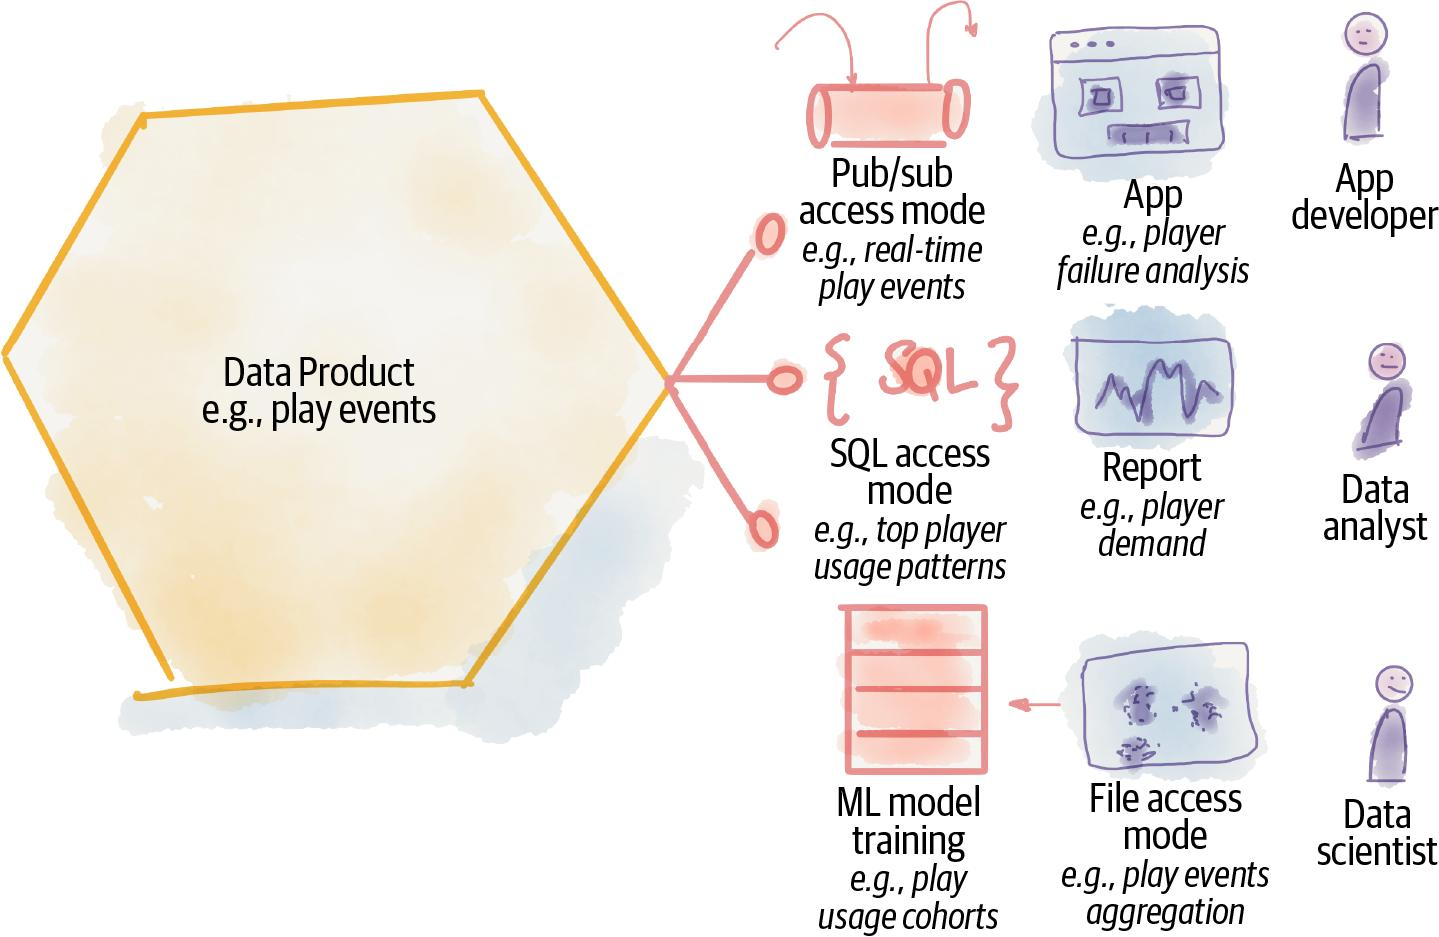 Data Product
e.g., play events
Pub/sub
access mode
e.g., real-time
play events
App
e.g., player
failure analysis
App
developer
{ SQL }
SQL access
mode
e.g., top player
usage patterns
Report
e.g., player
demand
Data
analyst
ML model
training
e.g., play
usage cohorts
File access
mode
e.g., play events
aggregation
Data
scientist